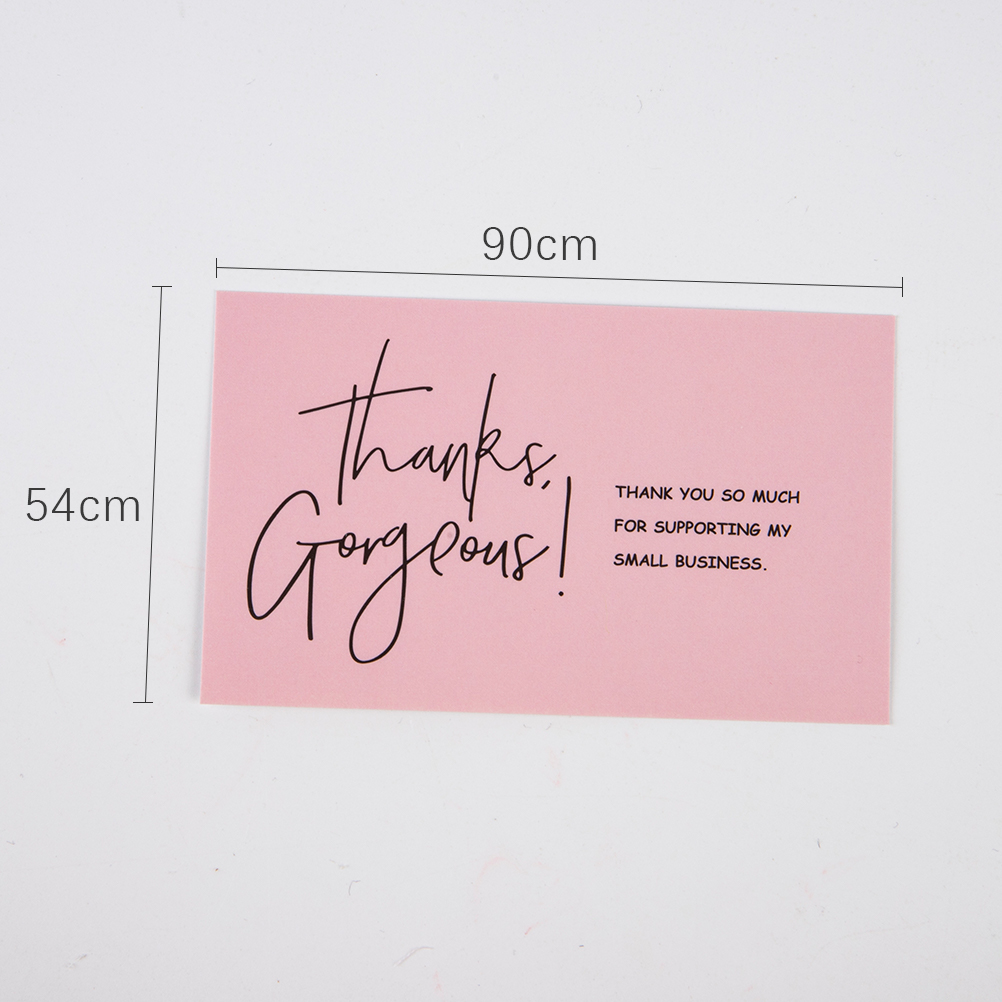 90cm
54cm
Thanks,
Gorgeous!
THANK YOU SO MUCH
FOR SUPPORTING MY
SMALL BUSINESS.